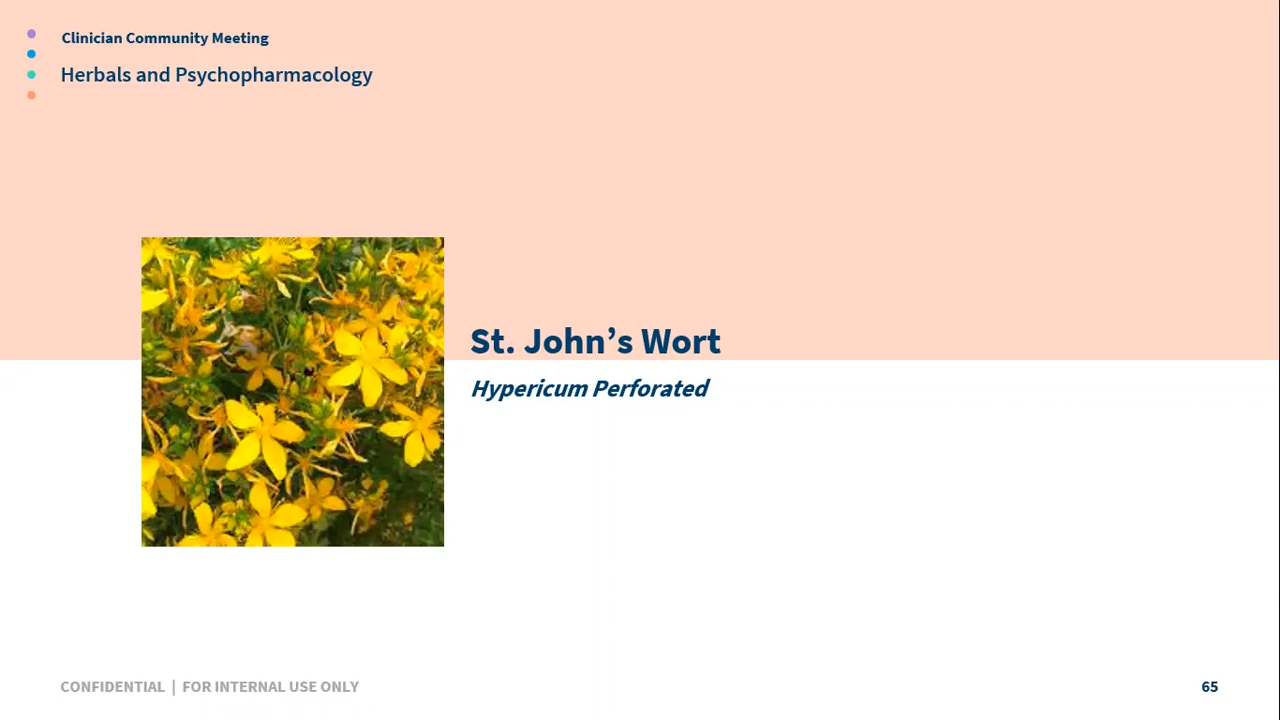 Clinician Community Meeting
Herbals and Psychopharmacology
St. John’s Wort
Hypericum Perforated
CONFIDENTIAL | FOR INTERNAL USE ONLY
65